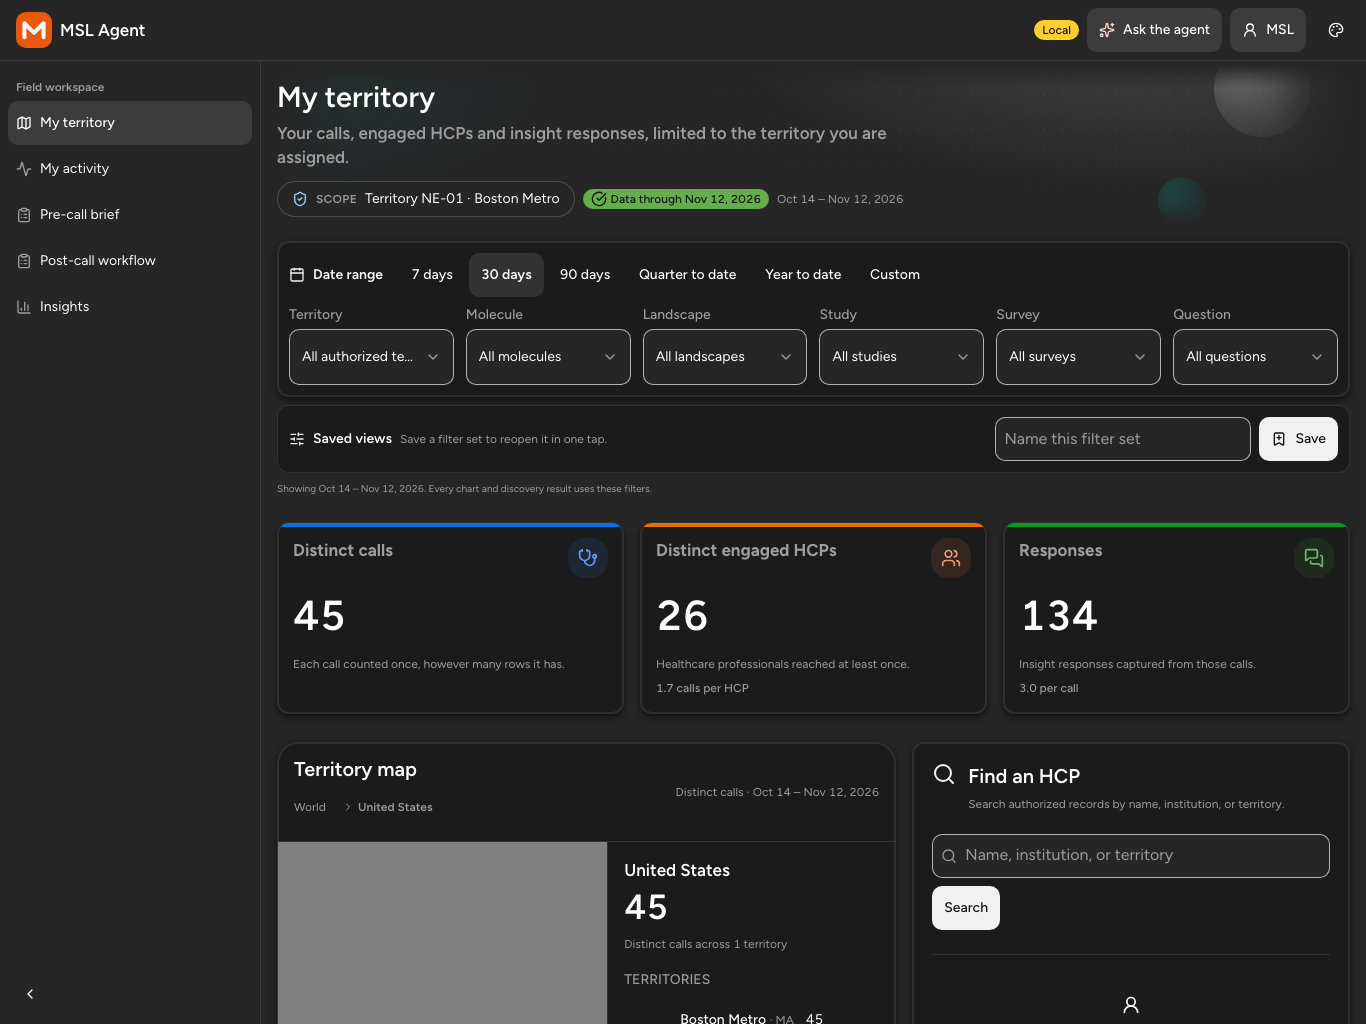 MSL Agent
Local
Ask the agent
MSL
Field workspace
My territory
My activity
Pre-call brief
Post-call workflow
Insights
My territory
Your calls, engaged HCPs and insight responses, limited to the territory you are
assigned.
SCOPE Territory NE-01 · Boston Metro
Data through Nov 12, 2026
Oct 14 – Nov 12, 2026
Date range
7 days
30 days
90 days
Quarter to date
Year to date
Custom
Territory
Molecule
Landscape
Study
Survey
Question
All authorized te...
All molecules
All landscapes
All studies
All surveys
All questions
Saved views
Save a filter set to reopen it in one tap.
Name this filter set
Save
Showing Oct 14 – Nov 12, 2026. Every chart and discovery result uses these filters.
Distinct calls
45
Each call counted once, however many rows it has.
Distinct engaged HCPs
26
Healthcare professionals reached at least once.
1.7 calls per HCP
Responses
134
Insight responses captured from those calls.
3.0 per call
Territory map
World
United States
Distinct calls · Oct 14 – Nov 12, 2026
United States
45
Distinct calls across 1 territory
TERRITORIES
Boston Metro · MA 45
Find an HCP
Search authorized records by name, institution, or territory.
Name, institution, or territory
Search